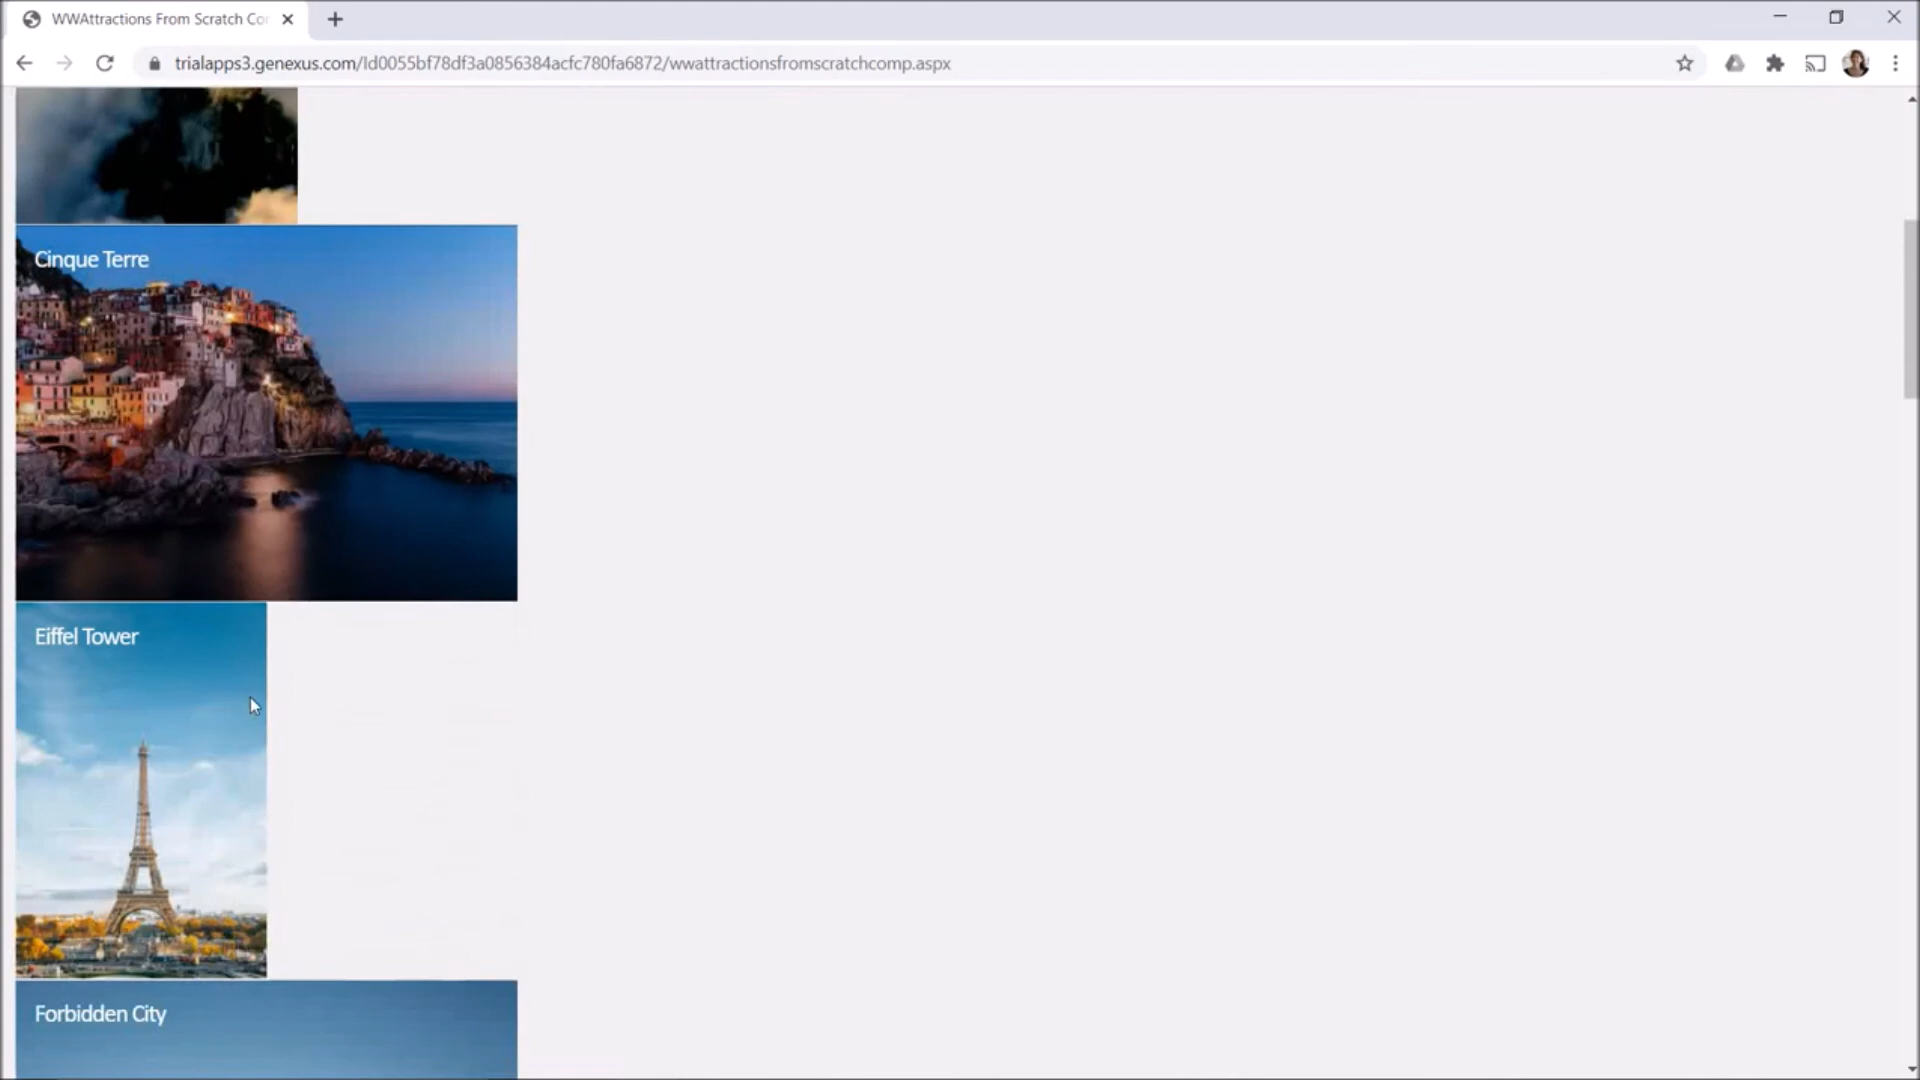 WWAttractions From Scratch Co
trialapps3.genexus.com/Id0055bf78df3a0856384acfc780fa6872/wwattractionsfromscratchcomp.aspx
Cinque Terre
Eiffel Tower
Forbidden City